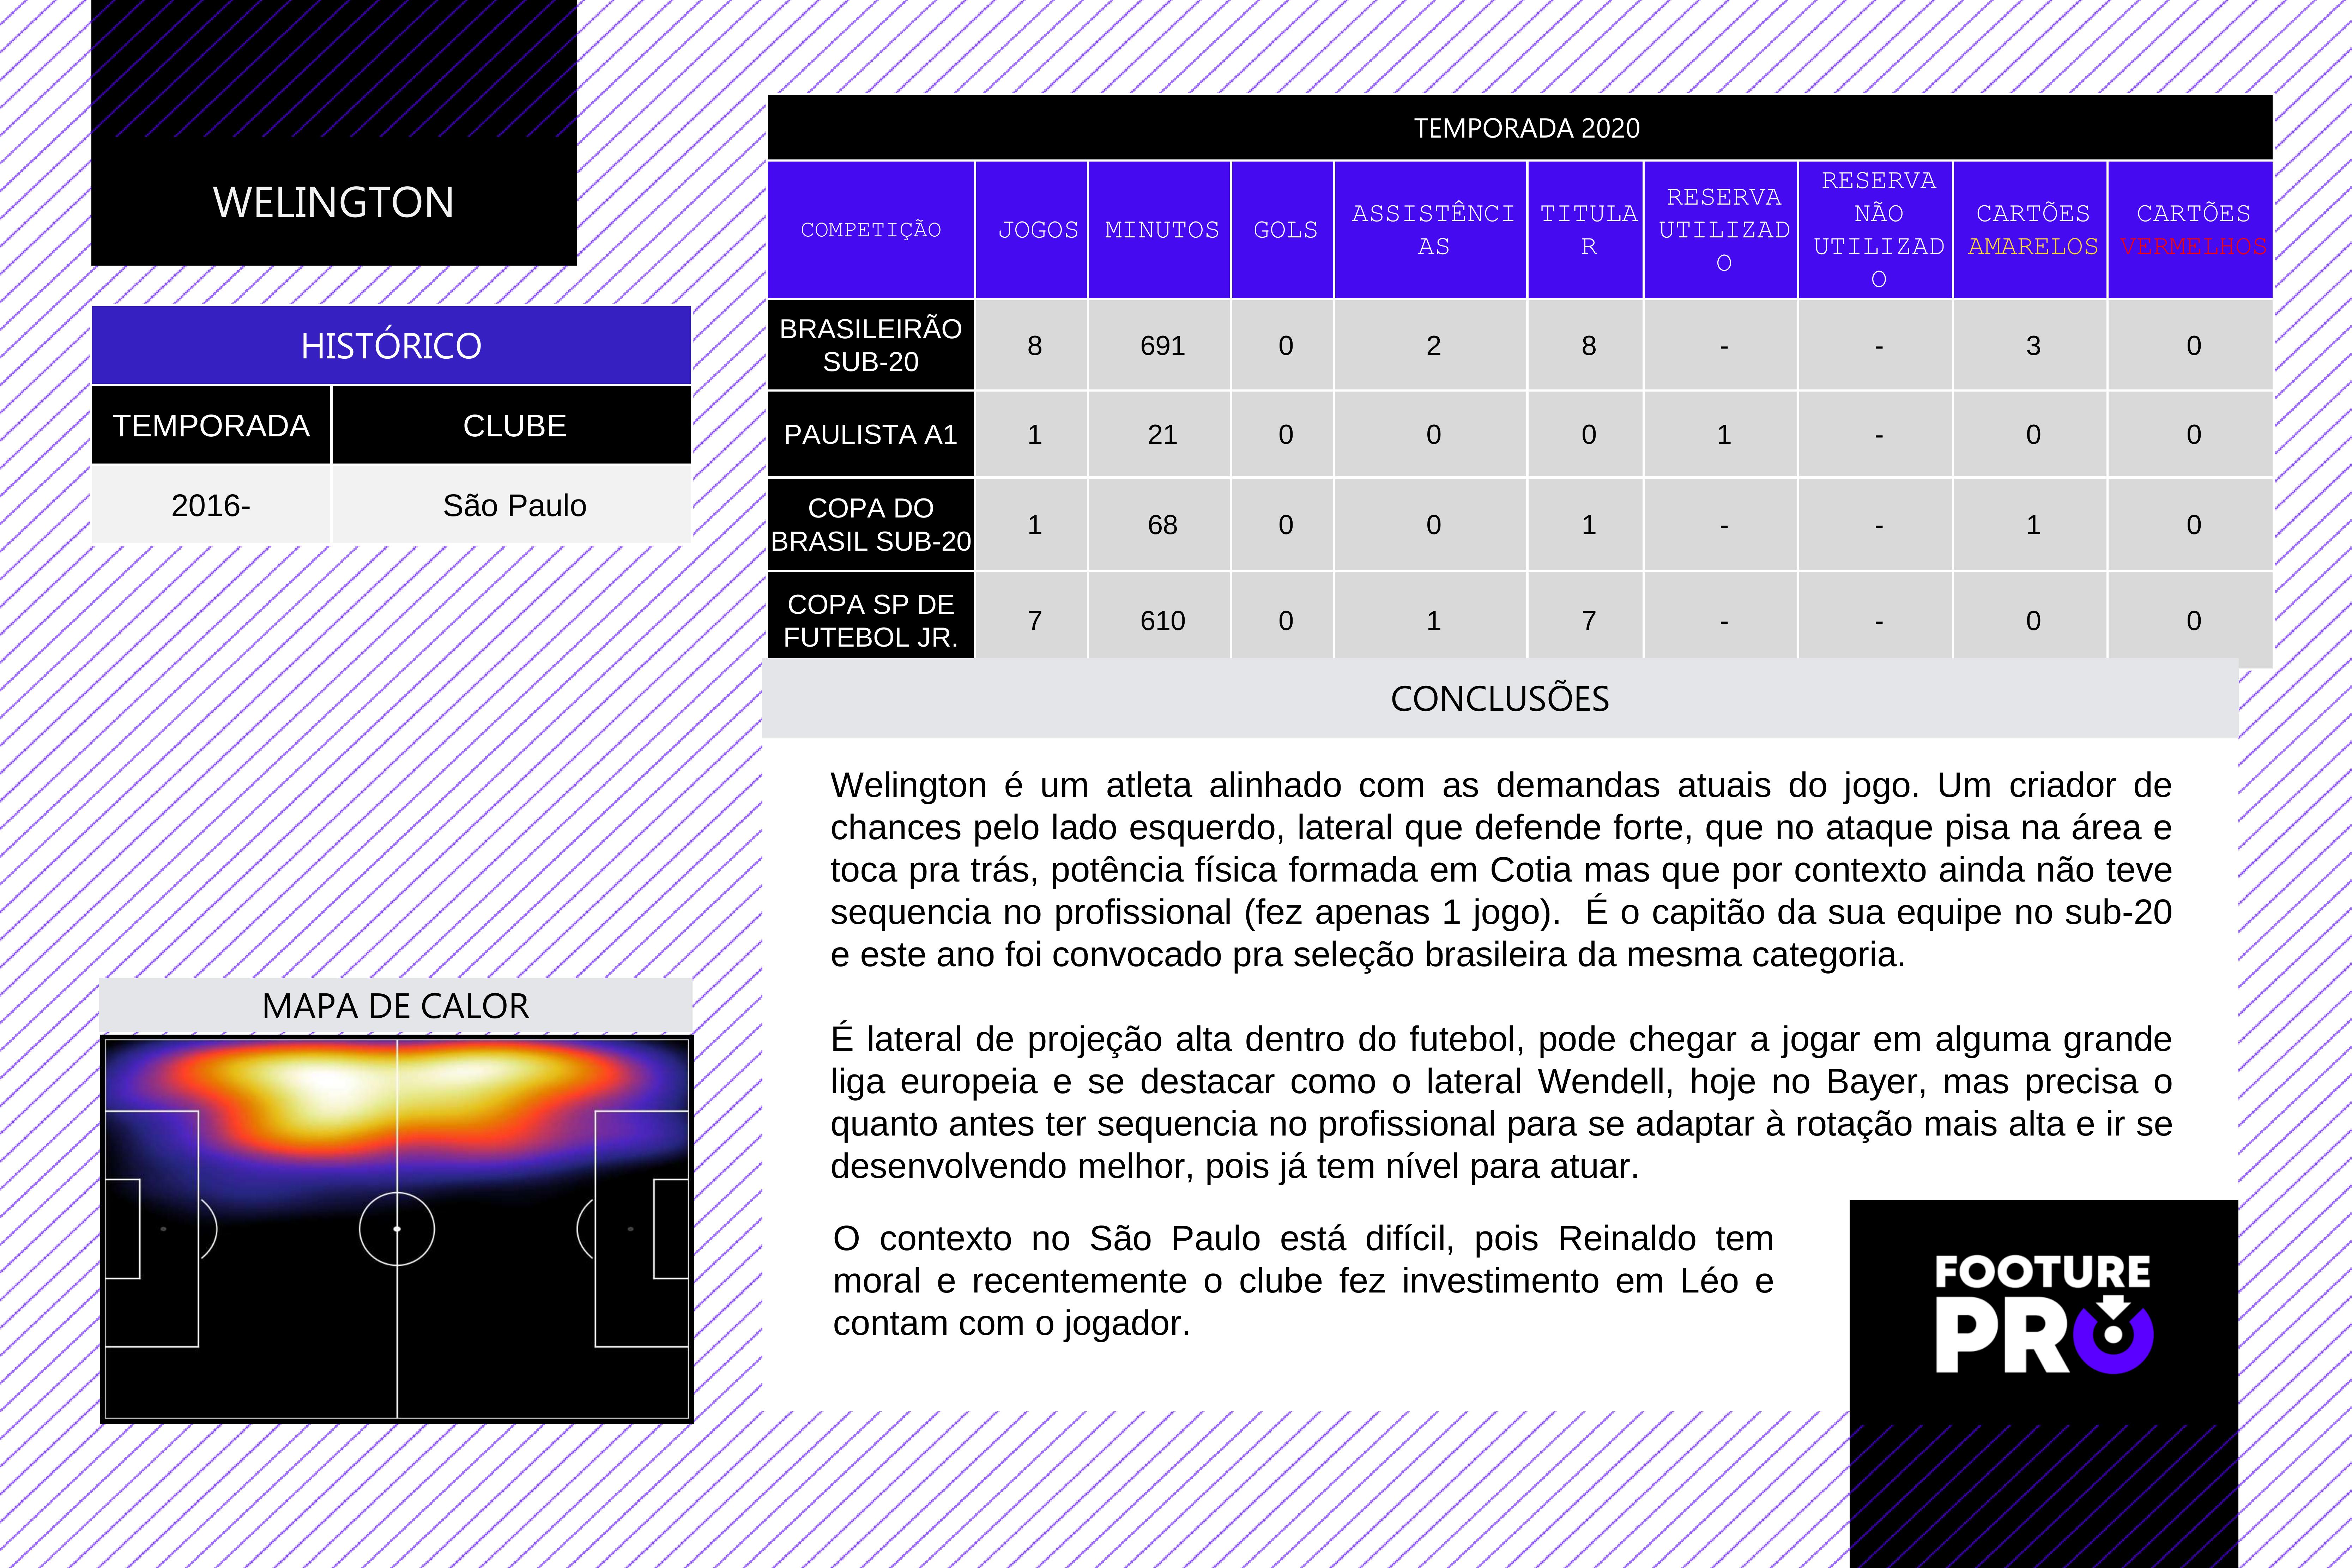 WELINGTON
HISTÓRICO
TEMPORADA CLUBE
2016- São Paulo
MAPA DE CALOR
TEMPORADA 2020
COMPETIÇÃO JOGOS MINUTOS GOLS ASSISTÊNCI
AS TITULA
R RESERVA
UTILIZAD
O RESERVA
NÃO
UTILIZAD
O CARTÕES
AMARELOS CARTÕES
VERMELHOS
BRASILEIRÃO
SUB-20 8 691 0 2 8 - - 3 0
PAULISTA A1 1 21 0 0 0 1 - 0 0
COPA DO
BRASIL SUB-20 1 68 0 0 1 - - 1 0
COPA SP DE
FUTEBOL JR. 7 610 0 1 7 - - 0 0
CONCLUSÕES
Welington é um atleta alinhado com as demandas atuais do jogo. Um criador de
chances pelo lado esquerdo, lateral que defende forte, que no ataque pisa na área e
toca pra trás, potência física formada em Cotia mas que por contexto ainda não teve
sequencia no profissional (fez apenas 1 jogo). É o capitão da sua equipe no sub-20
e este ano foi convocado pra seleção brasileira da mesma categoria.
É lateral de projeção alta dentro do futebol, pode chegar a jogar em alguma grande
liga europeia e se destacar como o lateral Wendell, hoje no Bayer, mas precisa o
quanto antes ter sequencia no profissional para se adaptar à rotação mais alta e ir se
desenvolvendo melhor, pois já tem nível para atuar.
O contexto no São Paulo está difícil, pois Reinaldo tem
moral e recentemente o clube fez investimento em Léo e
contam com o jogador.
FOOTURE
PRO